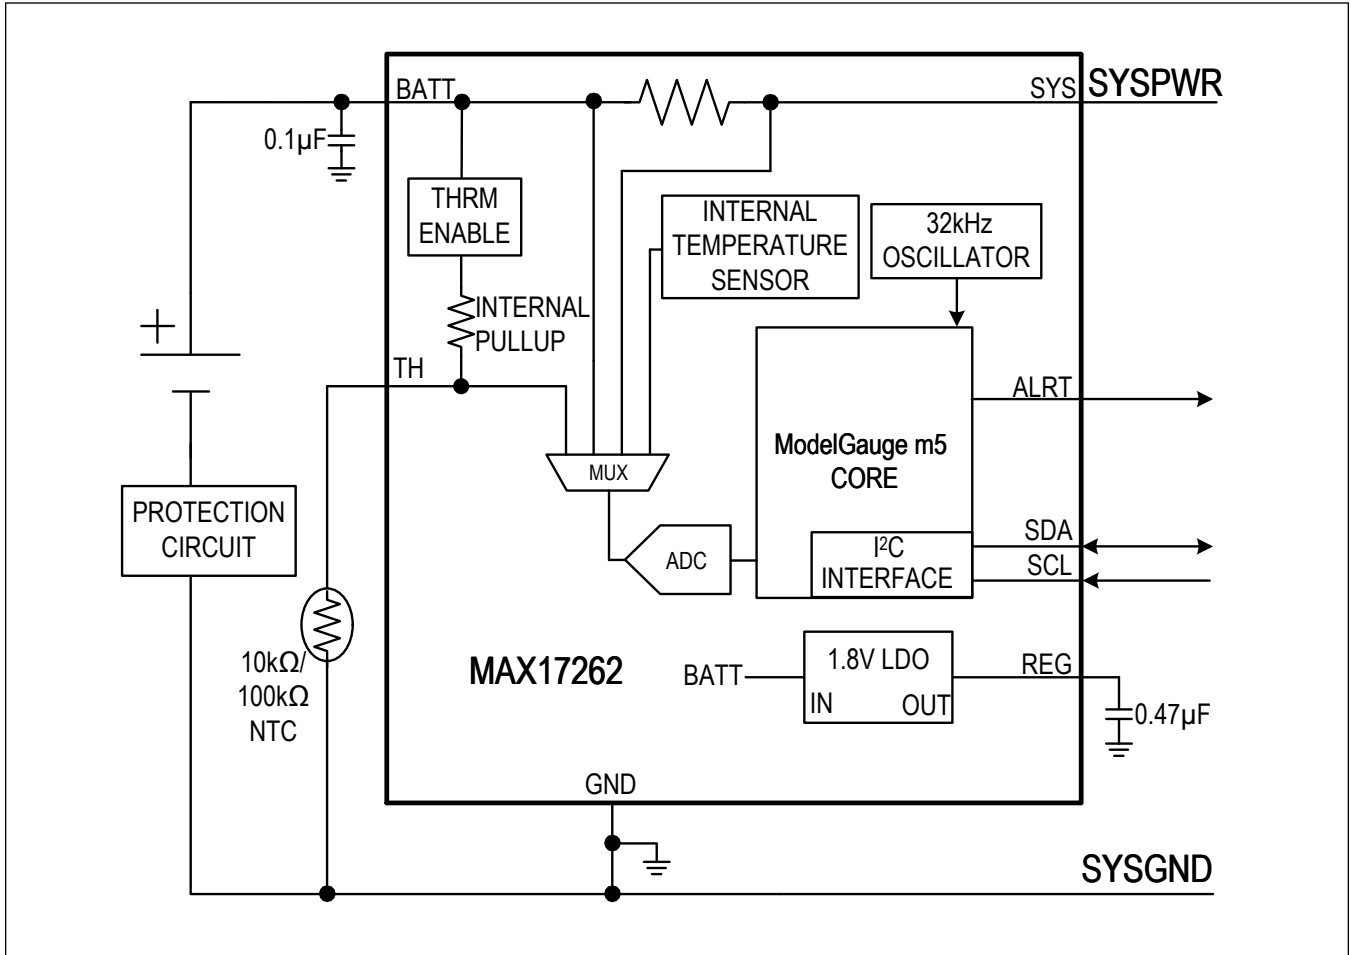 BATT
SYS
SYSPWR
0.1µF
THRM
ENABLE
INTERNAL
TEMPERATURE
SENSOR
32kHz
OSCILLATOR
INTERNAL
PULLUP
+
TH
ALRT
ModelGauge m5
CORE
MUX
PROTECTION
CIRCUIT
ADC
I²C
INTERFACE
SDA
SCL
10kΩ/
100kΩ
NTC
MAX17262
BATT
1.8V LDO
IN
OUT
REG
0.47µF
GND
SYSGND